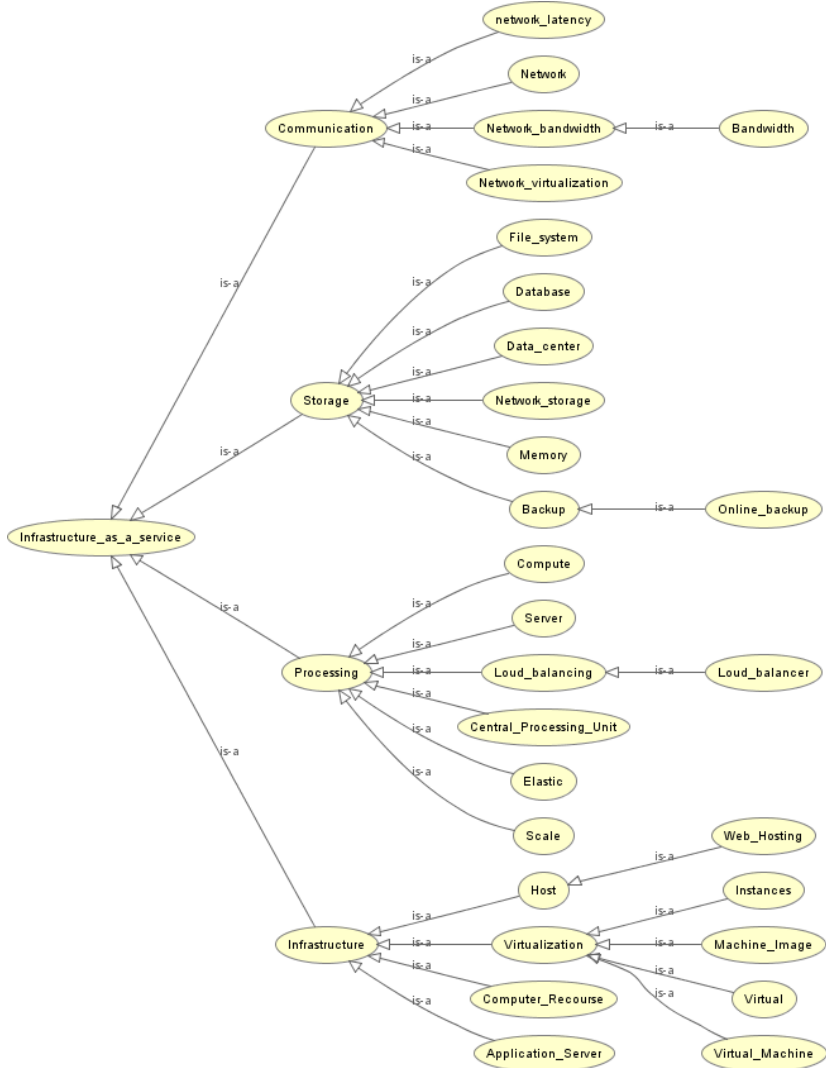 network_latency
is-a
Network
is-a
Communication
is-a
Network_bandwidth
is-a
Bandwidth
is-a
Network_virtualization
File_system
is-a
is-a
Database
is-a
Data_center
is-a
Storage
is-a
Network_storage
is-a
Memory
is-a
is-a
Backup
is-a
Online_backup
Infrastructure_as_a_service
Compute
is-a
is-a
Server
is-a
Processing
is-a
Loud_balancing
is-a
Loud_balancer
is-a
Central_Processing_Unit
is-a
is-a
Elastic
is-a
Scale
Web_Hosting
is-a
Host
Instances
is-a
is-a
Infrastructure
is-a
Virtualization
is-a
Machine_Image
is-a
is-a
Computer_Recourse
Virtual
is-a
is-a
Application_Server
Virtual_Machine